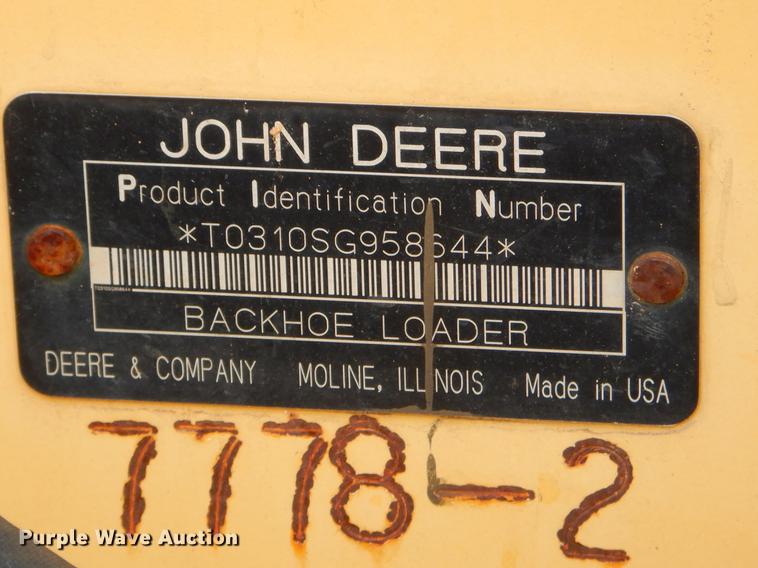 JOHN DEERE
Product Identification Number
*T0310SG958644*
BACKHOE LOADER
DEERE & COMPANY MOLINE, ILLINOIS Made in USA
7778-2
Purple Wave Auction